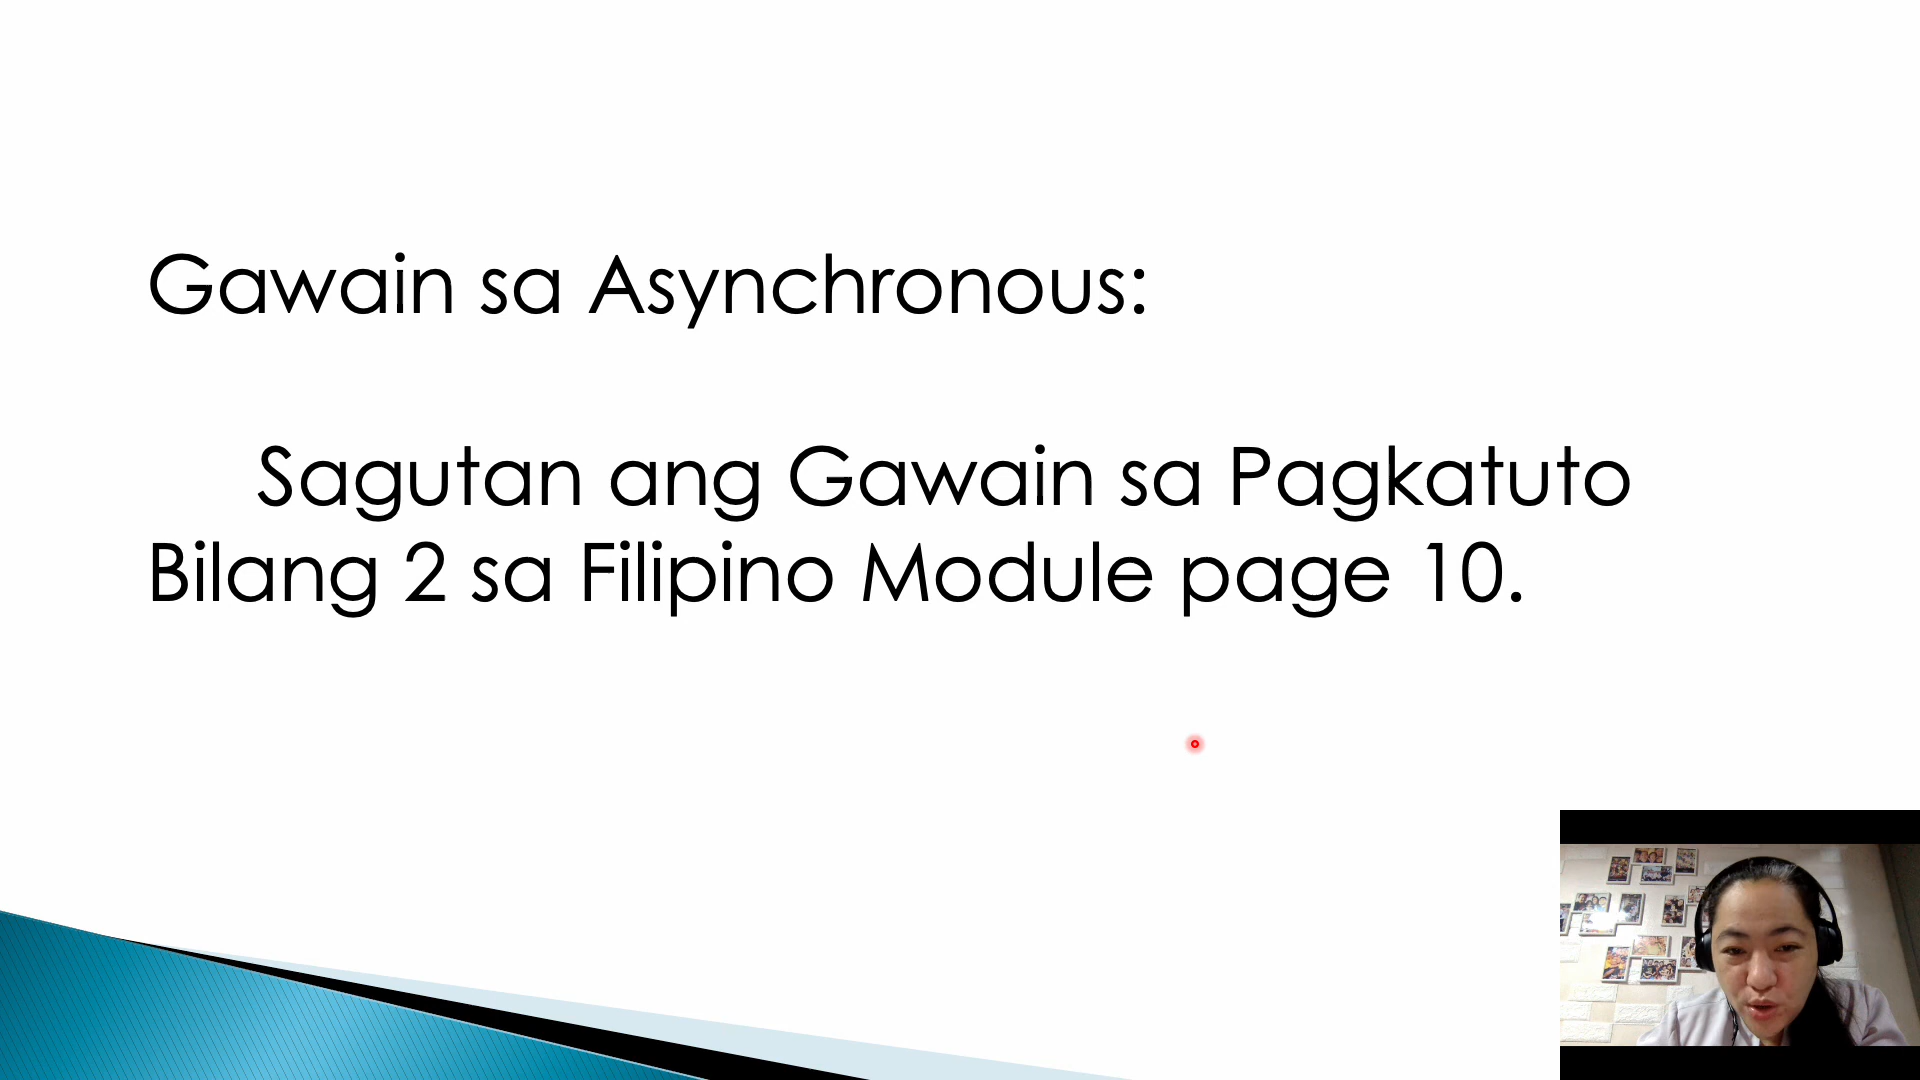 Gawain sa Asynchronous:
Sagutan ang Gawain sa Pagkatuto
Bilang 2 sa Filipino Module page 10.